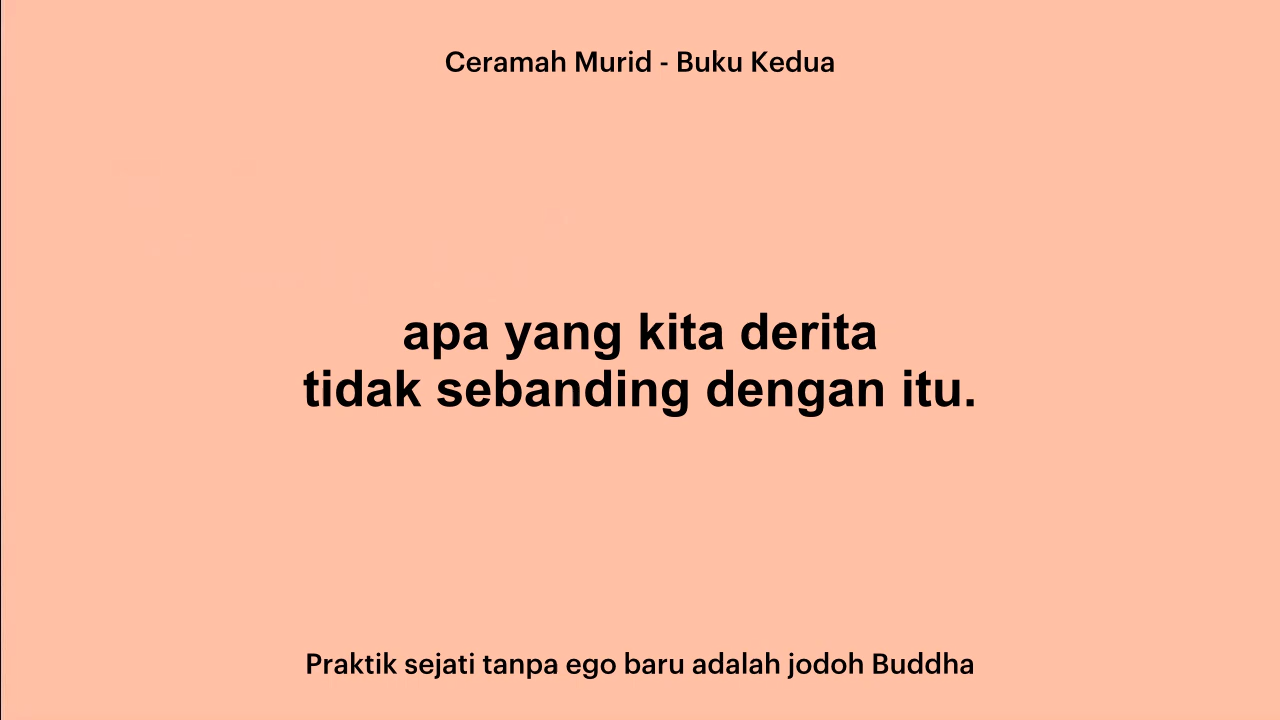 Ceramah Murid - Buku Kedua
apa yang kita derita
tidak sebanding dengan itu.
Praktik sejati tanpa ego baru adalah jodoh Buddha